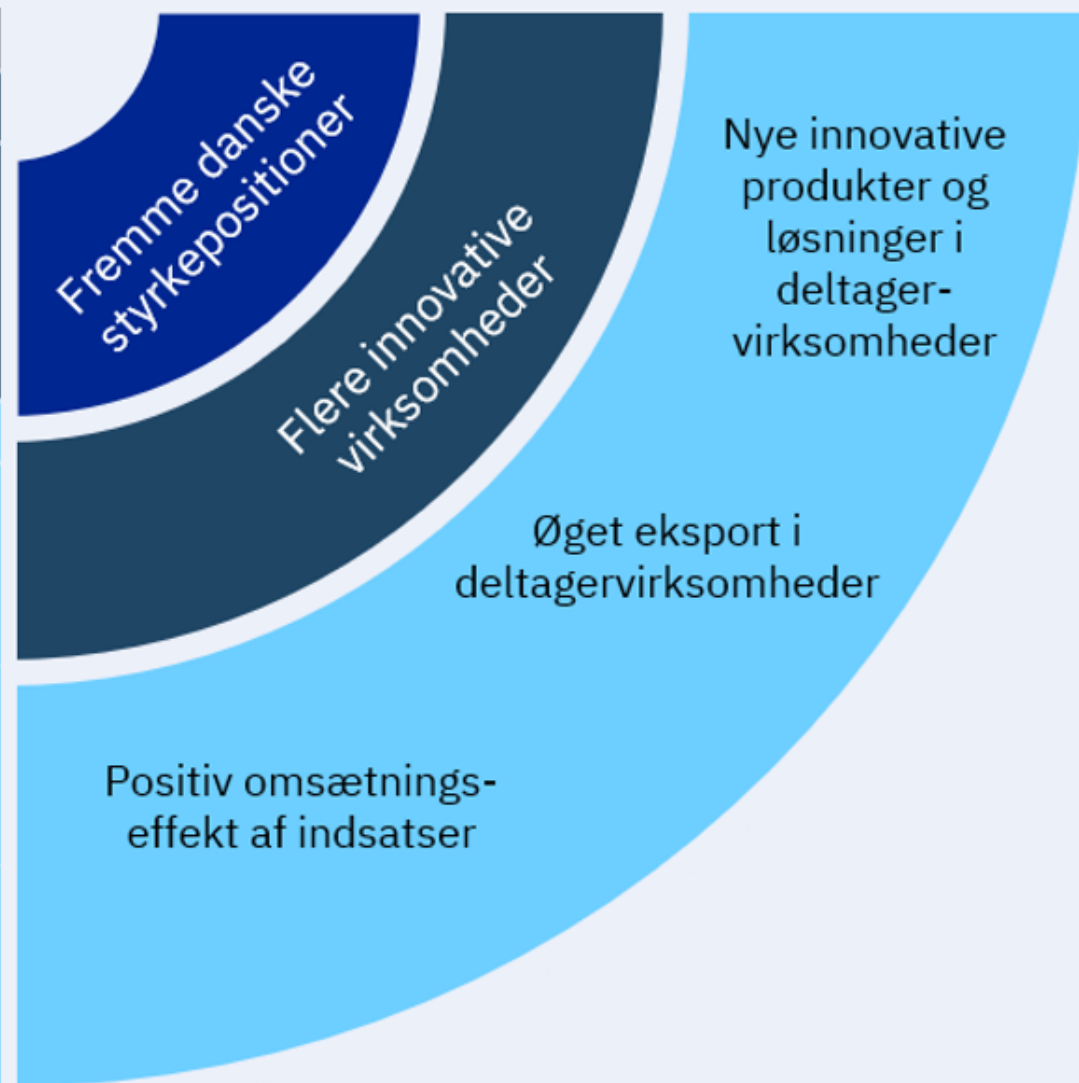 Fremme danske
styrkepositioner
Flere innovative
virksomheder
Nye innovative
produkter og
løsninger i
deltager-
virksomheder
Øget eksport i
deltagervirksomheder
Positiv omsætnings-
effekt af indsatser